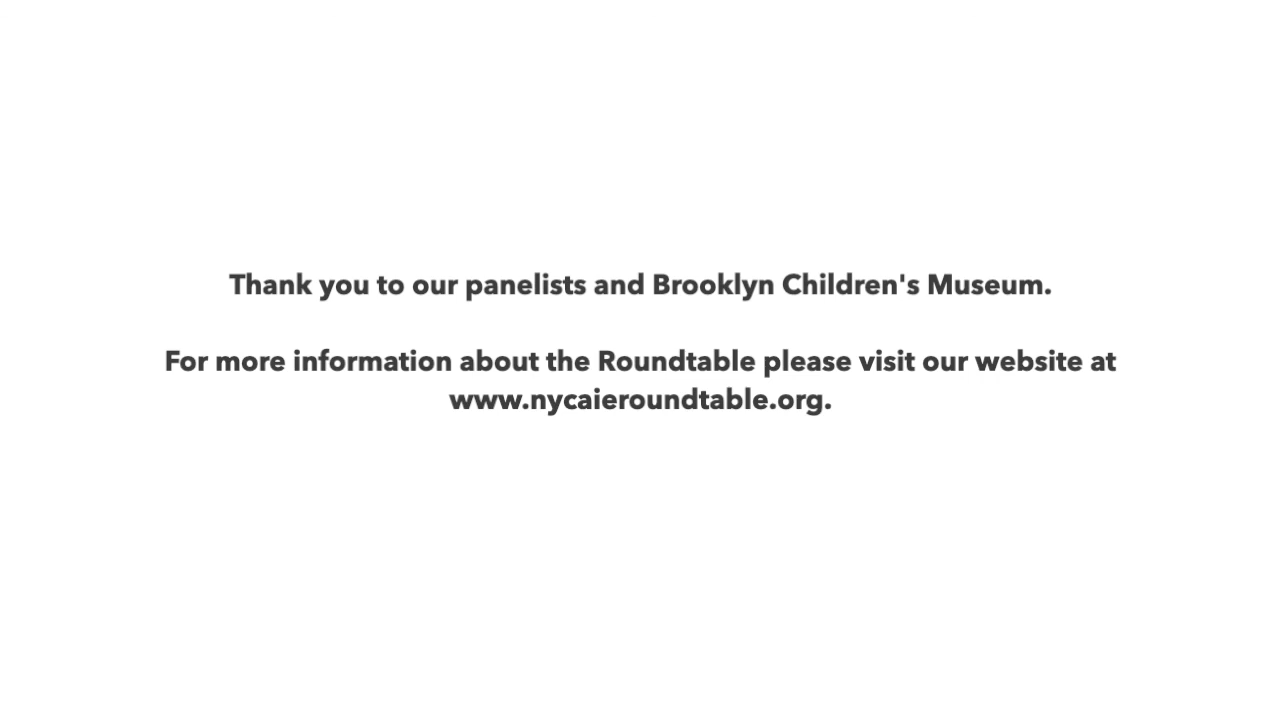 Thank you to our panelists and Brooklyn Children's Museum.
For more information about the Roundtable please visit our website at
www.nycaieroundtable.org.